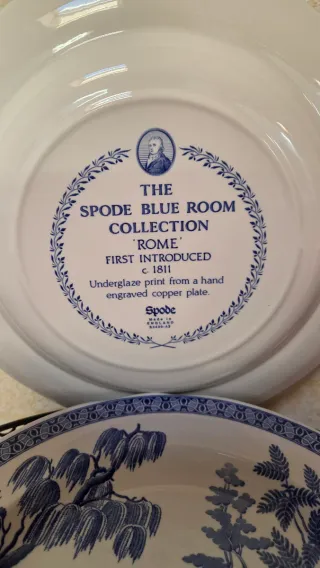 THE
SPODE BLUE ROOM
COLLECTION
'ROME'
FIRST INTRODUCED
c. 1811
Underglaze print from a hand
engraved copper plate.
Spode
MADE IN
ENGLAND